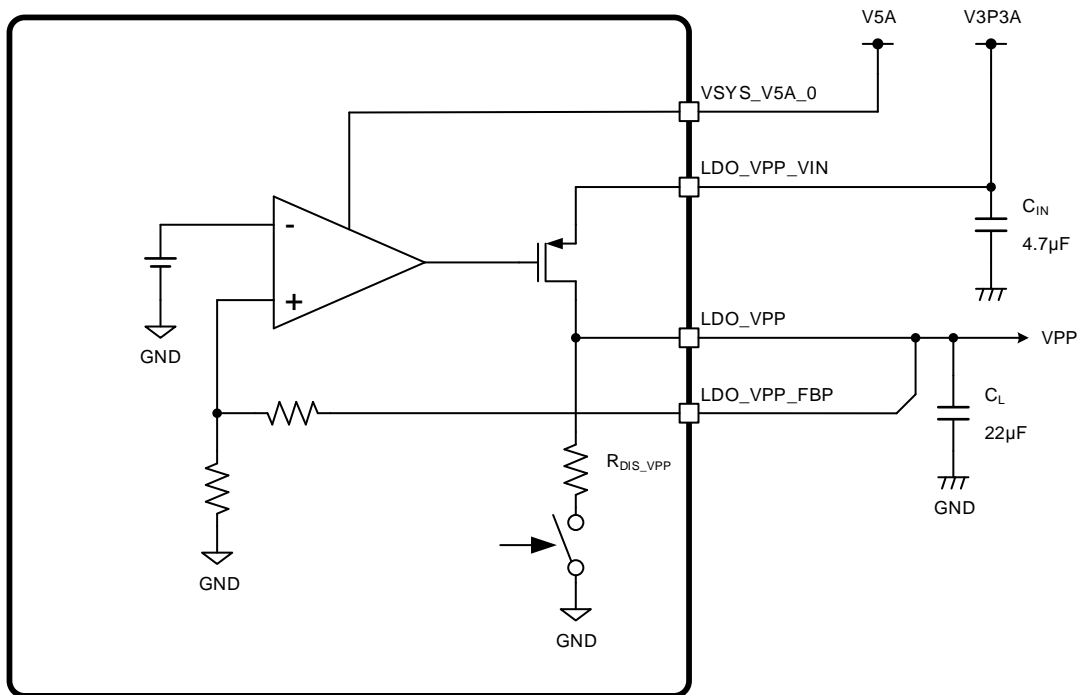 V5A
V3P3A
VSYS_V5A_0
LDO_VPP_VIN
C_IN
4.7µF
-
+
GND
LDO_VPP
VPP
LDO_VPP_FBP
C_L
22µF
R_DIS_VPP
GND
GND
GND